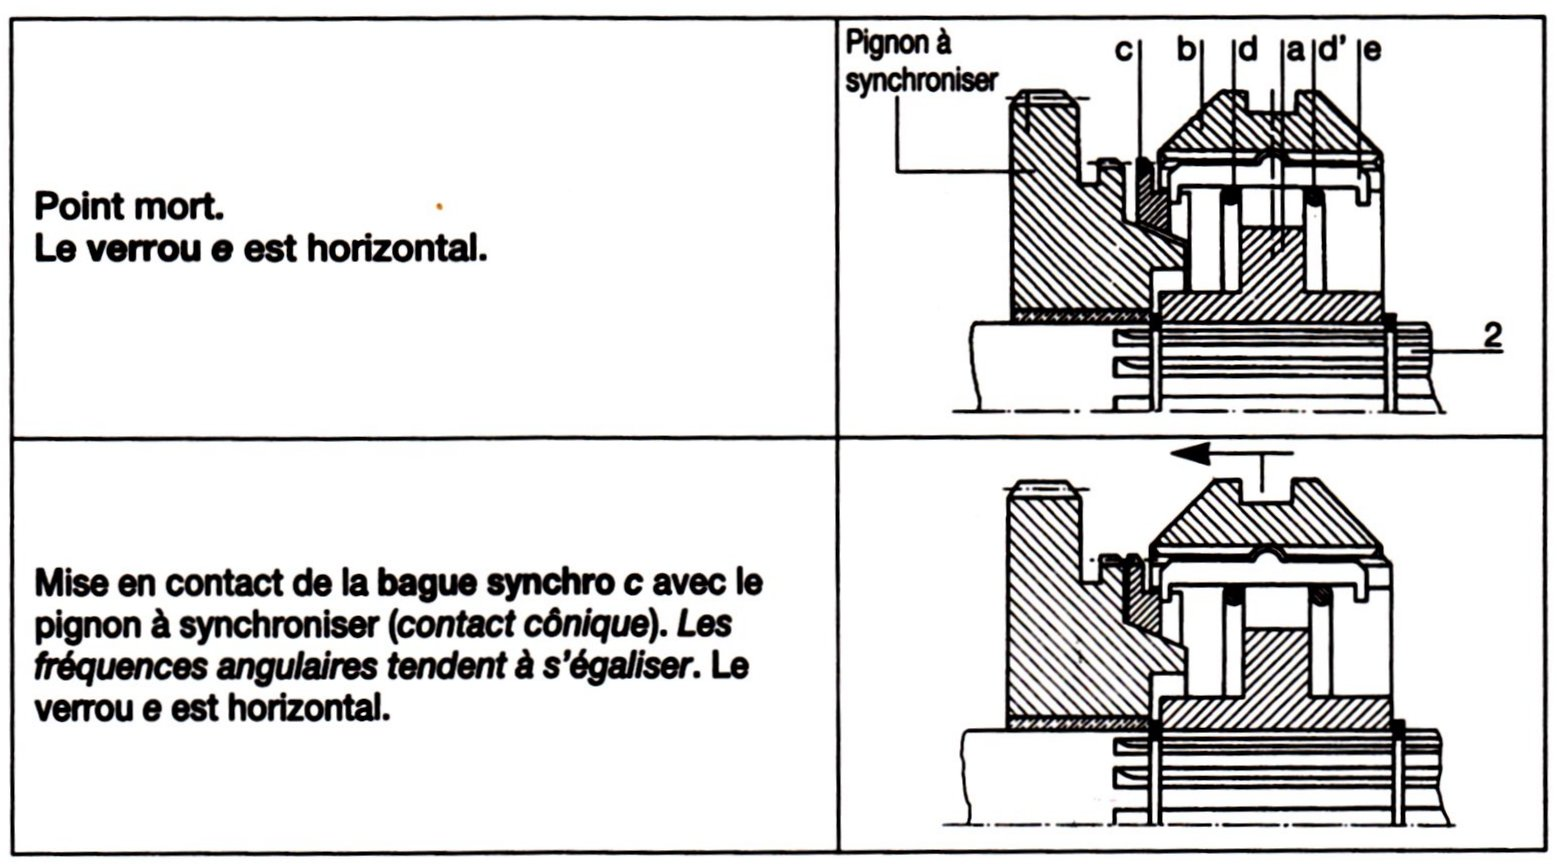 Point mort.
Le verrou e est horizontal.
Pignon à
synchroniser
c b d a d' e
2
Mise en contact de la bague synchro c avec le
pignon à synchroniser (contact cônique). Les
fréquences angulaires tendent à s'égaliser. Le
verrou e est horizontal.